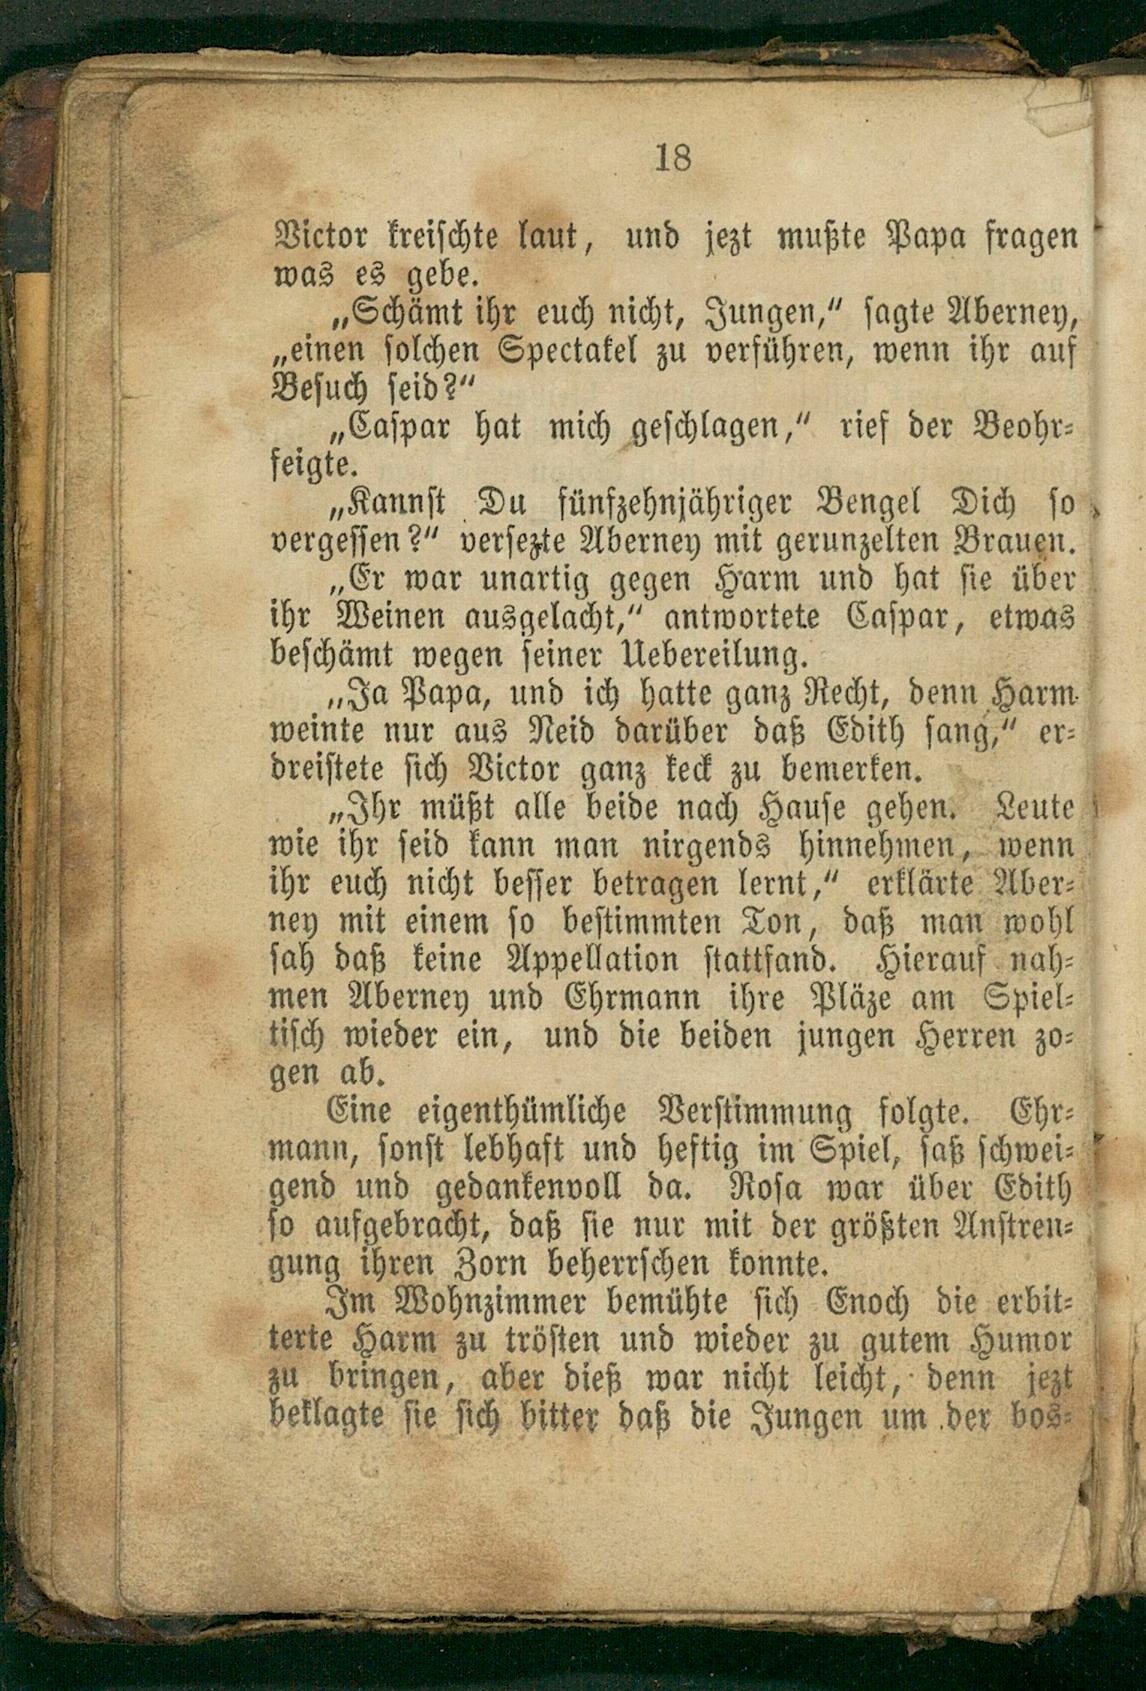 18
Victor kreischte laut, und jezt mußte Papa fragen
was es gebe.
„Schämt ihr euch nicht, Jungen,“ sagte Aberney,
„einen solchen Spectakel zu verführen, wenn ihr auf
Besuch seid?“
„Caspar hat mich geschlagen,“ rief der Beohr-
feigte.
„Kannst Du fünfzehnjähriger Bengel Dich so
vergessen?“ versezte Aberney mit gerunzelten Brauen.
„Er war unartig gegen Harm und hat sie über
ihr Weinen ausgelacht,“ antwortete Caspar, etwas
beschämt wegen seiner Uebereilung.
„Ja Papa, und ich hatte ganz Recht, denn Harm
weinte nur aus Neid darüber daß Edith sang,“ er-
dreistete sich Victor ganz keck zu bemerken.
„Ihr müßt alle beide nach Hause gehen. Leute
wie ihr seid kann man nirgends hinnehmen, wenn
ihr euch nicht besser betragen lernt,“ erklärte Aber-
ney mit einem so bestimmten Ton, daß man wohl
sah daß keine Appellation stattfand. Hierauf nah-
men Aberney und Ehrmann ihre Pläze am Spiel-
tisch wieder ein, und die beiden jungen Herren zo-
gen ab.
Eine eigenthümliche Verstimmung folgte. Ehr-
mann, sonst lebhaft und heftig im Spiel, saß schwei-
gend und gedankenvoll da. Rosa war über Edith
so aufgebracht, daß sie nur mit der größten Anstren-
gung ihren Zorn beherrschen konnte.
Im Wohnzimmer bemühte sich Enoch die erbit-
terte Harm zu trösten und wieder zu gutem Humor
zu bringen, aber dieß war nicht leicht, denn jezt
beklagte sie sich bitter daß die Jungen um der bos-